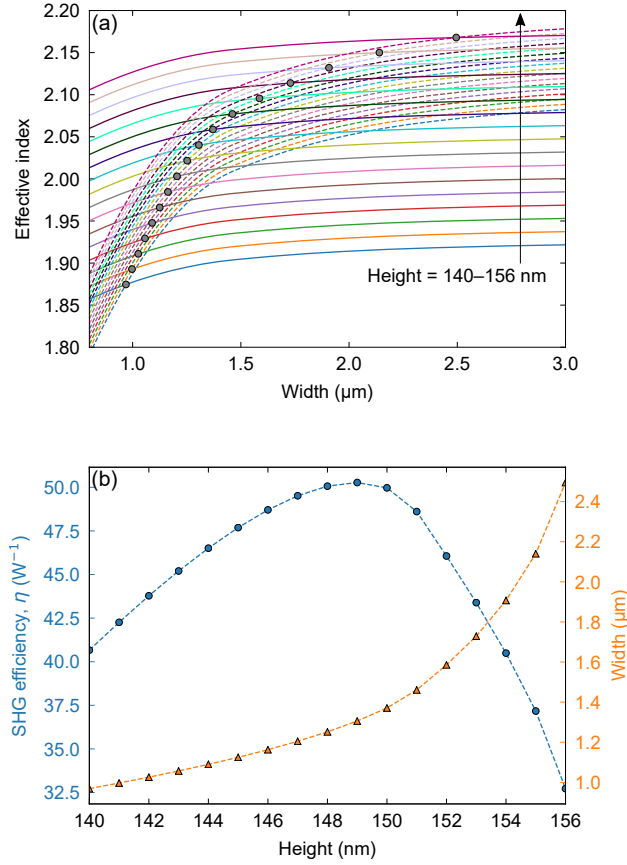 (a)
2.20
2.15
2.10
2.05
2.00
1.95
1.90
1.85
1.80
Effective index
Height = 140–156 nm
1.0 1.5 2.0 2.5 3.0
Width (μm)
(b)
50.0
47.5
45.0
42.5
40.0
37.5
35.0
32.5
SHG efficiency, η (W⁻¹)
2.4
2.2
2.0
1.8
1.6
1.4
1.2
1.0
Width (μm)
140 142 144 146 148 150 152 154 156
Height (nm)